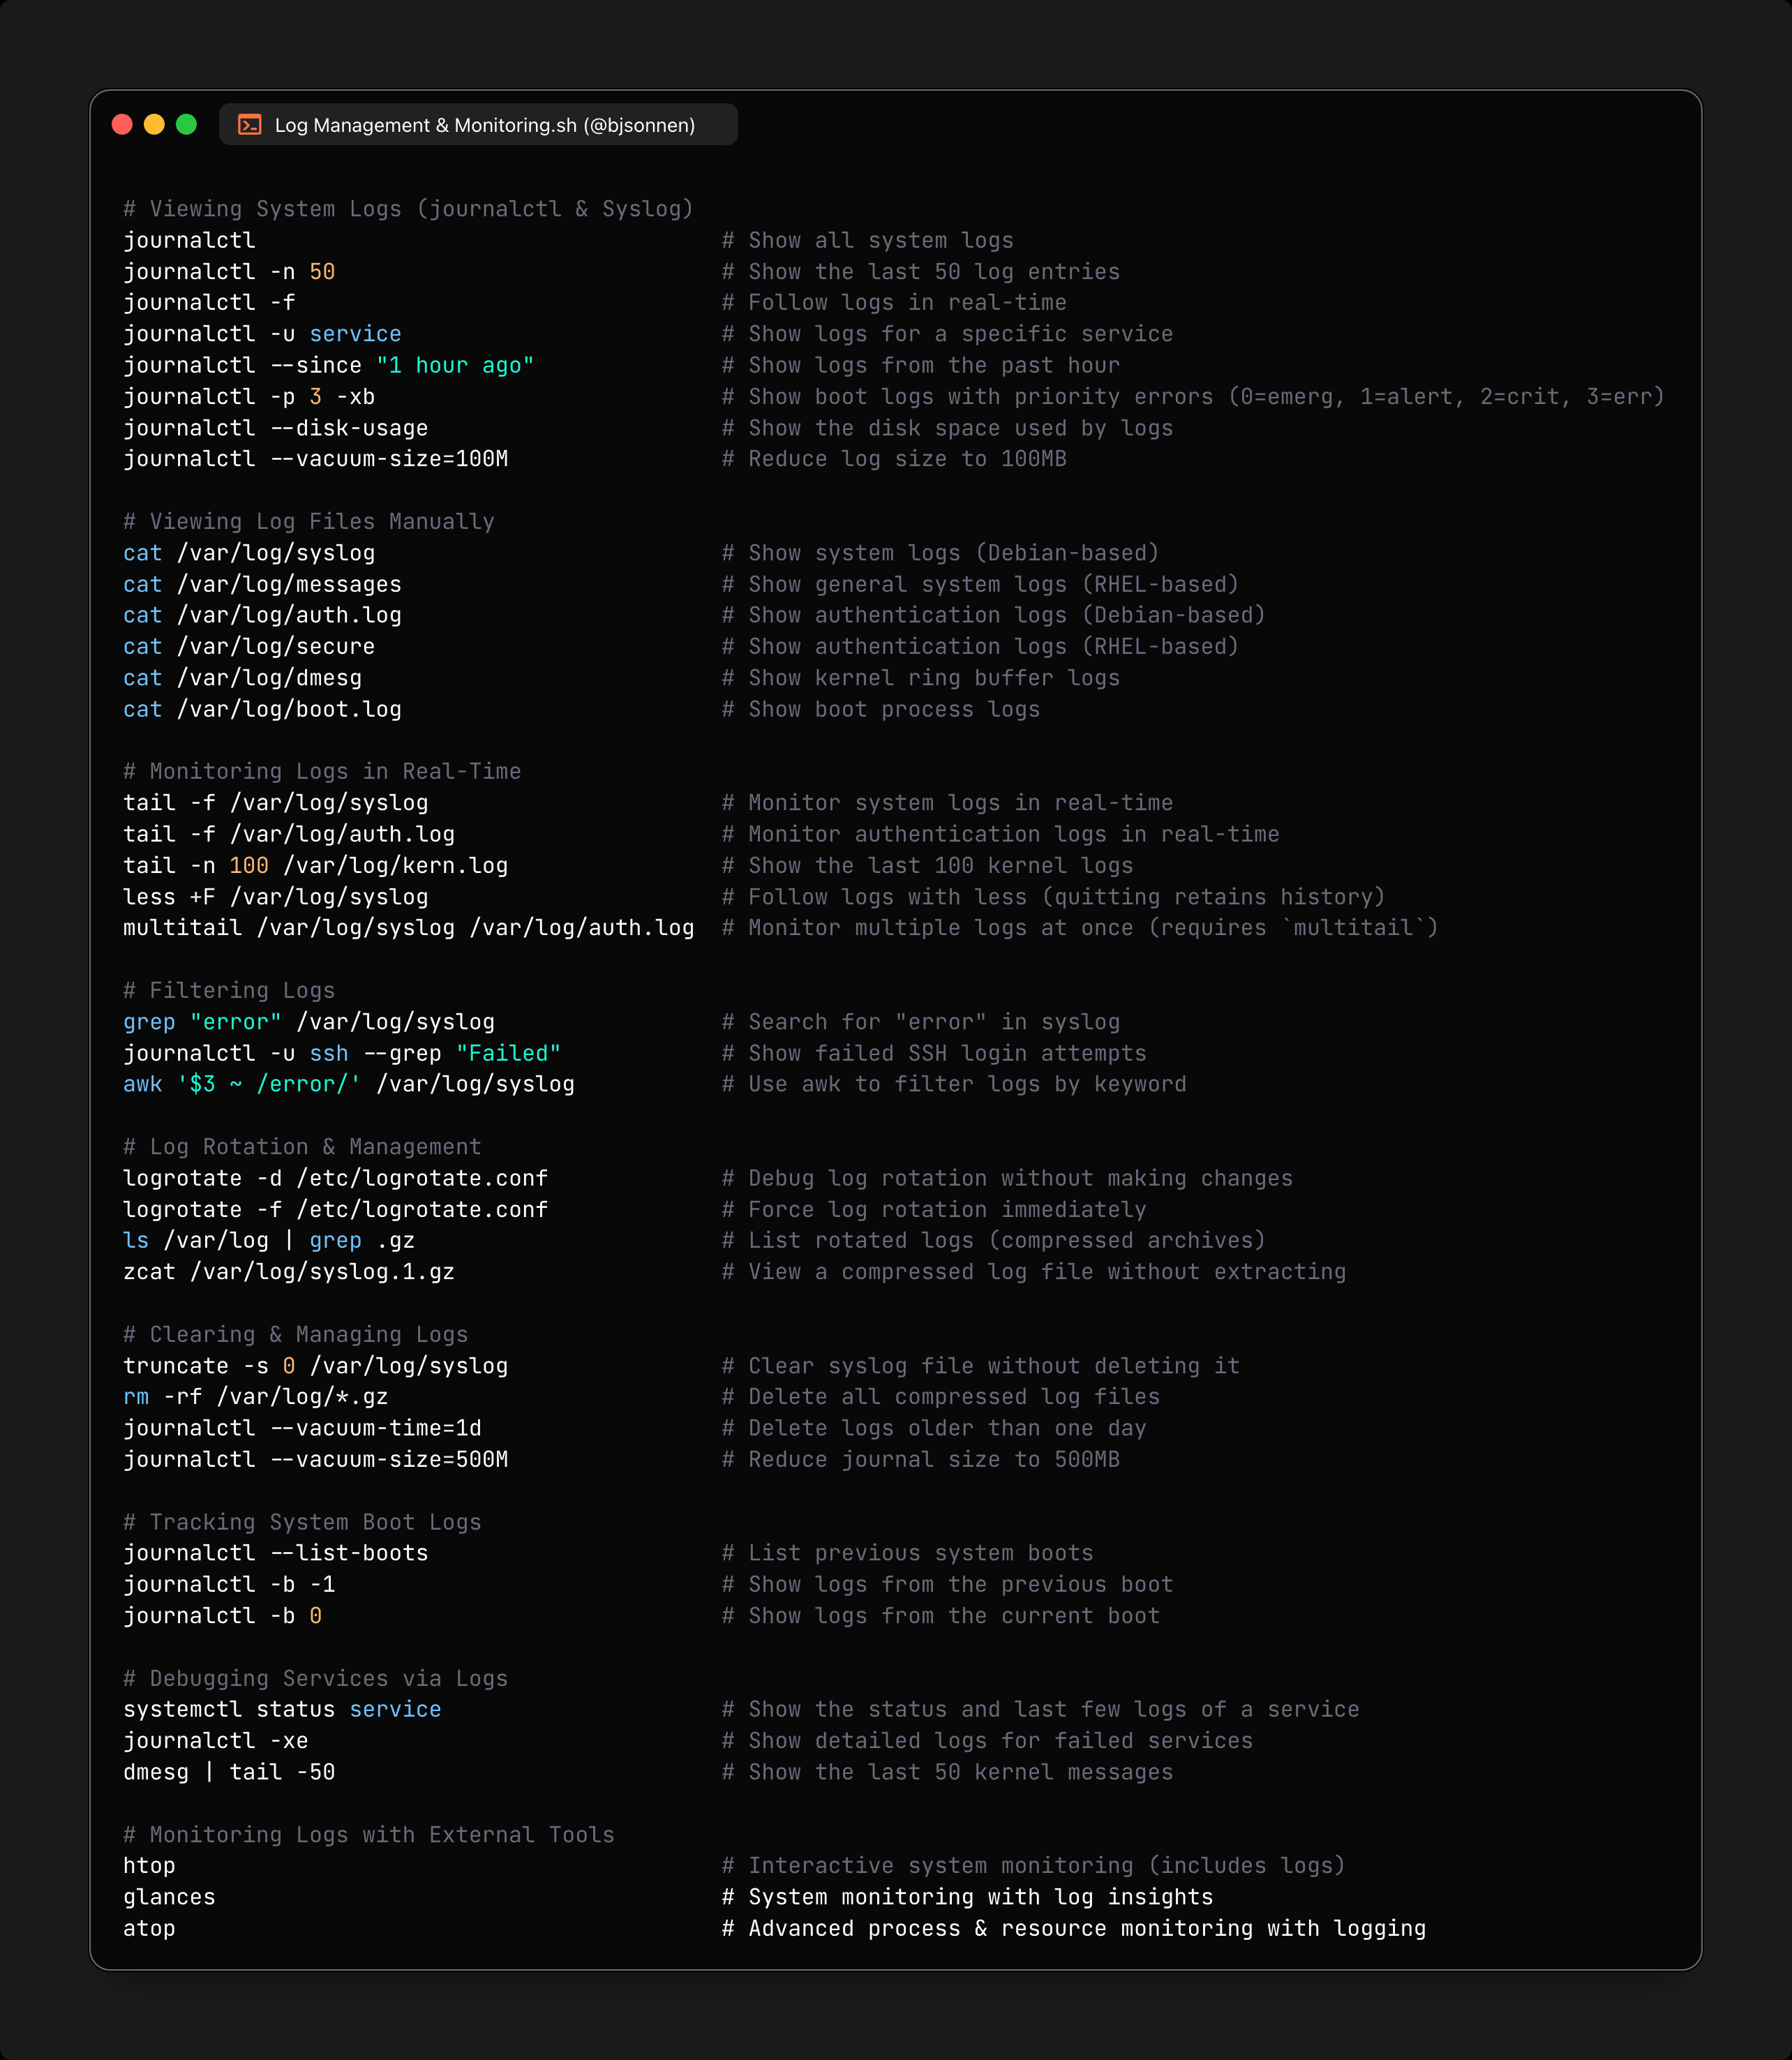 Log Management & Monitoring.sh (@bjsonnen)
# Viewing System Logs (journalctl & Syslog)
journalctl # Show all system logs
journalctl -n 50 # Show the last 50 log entries
journalctl -f # Follow logs in real-time
journalctl -u service # Show logs for a specific service
journalctl --since "1 hour ago" # Show logs from the past hour
journalctl -p 3 -xb # Show boot logs with priority errors (0=emerg, 1=alert, 2=crit, 3=err)
journalctl --disk-usage # Show the disk space used by logs
journalctl --vacuum-size=100M # Reduce log size to 100MB
# Viewing Log Files Manually
cat /var/log/syslog # Show system logs (Debian-based)
cat /var/log/messages # Show general system logs (RHEL-based)
cat /var/log/auth.log # Show authentication logs (Debian-based)
cat /var/log/secure # Show authentication logs (RHEL-based)
cat /var/log/dmesg # Show kernel ring buffer logs
cat /var/log/boot.log # Show boot process logs
# Monitoring Logs in Real-Time
tail -f /var/log/syslog # Monitor system logs in real-time
tail -f /var/log/auth.log # Monitor authentication logs in real-time
tail -n 100 /var/log/kern.log # Show the last 100 kernel logs
less +F /var/log/syslog # Follow logs with less (quitting retains history)
multitail /var/log/syslog /var/log/auth.log # Monitor multiple logs at once (requires `multitail`)
# Filtering Logs
grep "error" /var/log/syslog # Search for "error" in syslog
journalctl -u ssh --grep "Failed" # Show failed SSH login attempts
awk '$3 ~ /error/' /var/log/syslog # Use awk to filter logs by keyword
# Log Rotation & Management
logrotate -d /etc/logrotate.conf # Debug log rotation without making changes
logrotate -f /etc/logrotate.conf # Force log rotation immediately
ls /var/log | grep .gz # List rotated logs (compressed archives)
zcat /var/log/syslog.1.gz # View a compressed log file without extracting
# Clearing & Managing Logs
truncate -s 0 /var/log/syslog # Clear syslog file without deleting it
rm -rf /var/log/*.gz # Delete all compressed log files
journalctl --vacuum-time=1d # Delete logs older than one day
journalctl --vacuum-size=500M # Reduce journal size to 500MB
# Tracking System Boot Logs
journalctl --list-boots # List previous system boots
journalctl -b -1 # Show logs from the previous boot
journalctl -b 0 # Show logs from the current boot
# Debugging Services via Logs
systemctl status service # Show the status and last few logs of a service
journalctl -xe # Show detailed logs for failed services
dmesg | tail -50 # Show the last 50 kernel messages
# Monitoring Logs with External Tools
htop # Interactive system monitoring (includes logs)
glances # System monitoring with log insights
atop # Advanced process & resource monitoring with logging